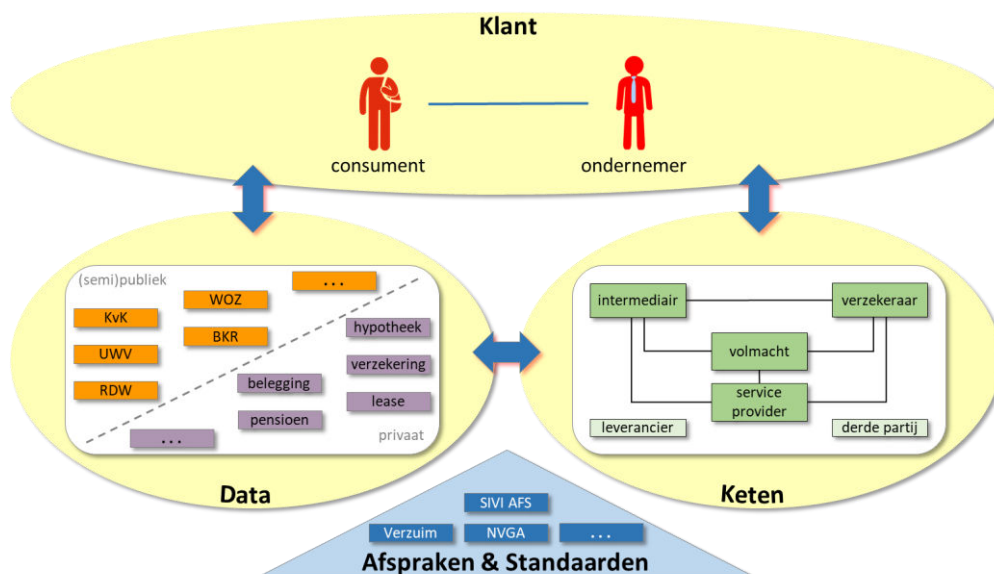 Klant
consument
ondernemer
(semi)publiek
...
WOZ
KvK
BKR
UWV
RDW
hypotheek
verzekering
belegging
lease
pensioen
...
privaat
Data
intermediair
verzekeraar
volmacht
service
provider
leverancier
derde partij
Keten
SIVI AFS
Verzuim
NVGA
...
Afspraken & Standaarden